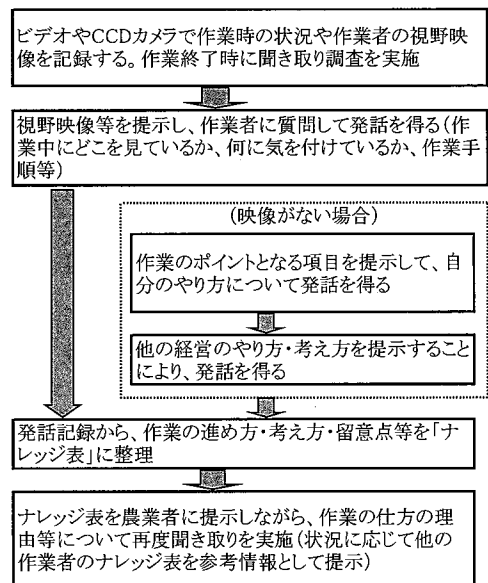 ビデオやCCDカメラで作業時の状況や作業者の視野映
像を記録する。作業終了時に聞き取り調査を実施
視野映像等を提示し、作業者に質問して発話を得る(作
業中にどこを見ているか、何に気を付けているか、作業手
順等)
(映像がない場合)
作業のポイントとなる項目を提示して、自
分のやり方について発話を得る
他の経営のやり方・考え方を提示すること
により、発話を得る
発話記録から、作業の進め方・考え方・留意点等を「ナ
レッジ表」に整理
ナレッジ表を農業者に提示しながら、作業の仕方の理
由等について再度聞き取りを実施(状況に応じて他の
作業者のナレッジ表を参考情報として提示)